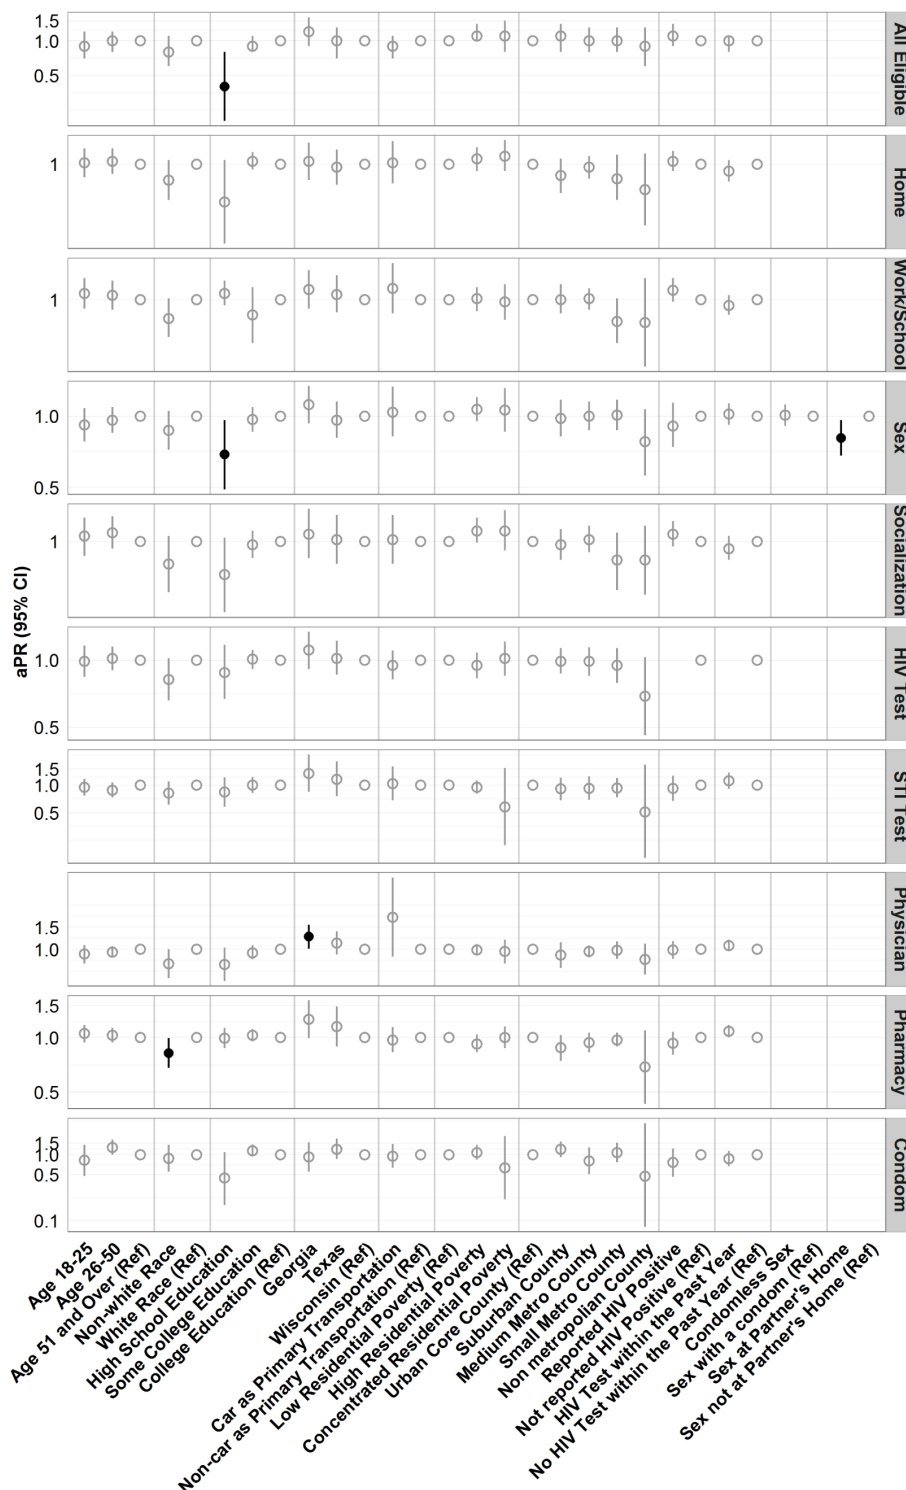 aPR (95% CI)
1.5
1.0
0.5
All Eligible
1
Home
1
Work/School
1.0
0.5
Sex
1
Socialization
1.0
0.5
HIV Test
1.5
1.0
0.5
STI Test
1.5
1.0
Physician
1.5
1.0
0.5
Pharmacy
1.5
1.0
0.5
0.1
Condom
Age 18-25
Age 26-50
Age 51 and Over (Ref)
Non-white Race
White Race (Ref)
High School Education
Some College Education
College Education (Ref)
Georgia
Texas
Wisconsin (Ref)
Car as Primary Transportation
Non-car as Primary Transportation (Ref)
Low Residential Poverty (Ref)
High Residential Poverty
Concentrated Residential Poverty
Urban Core County (Ref)
Suburban County
Medium Metro County
Small Metro County
Non metropolian County
Reported HIV Positive
Not reported HIV Positive (Ref)
HIV Test within the Past Year
No HIV Test within the Past Year (Ref)
Condomless Sex
Sex with a condom (Ref)
Sex at Partner's Home
Sex not at Partner's Home (Ref)